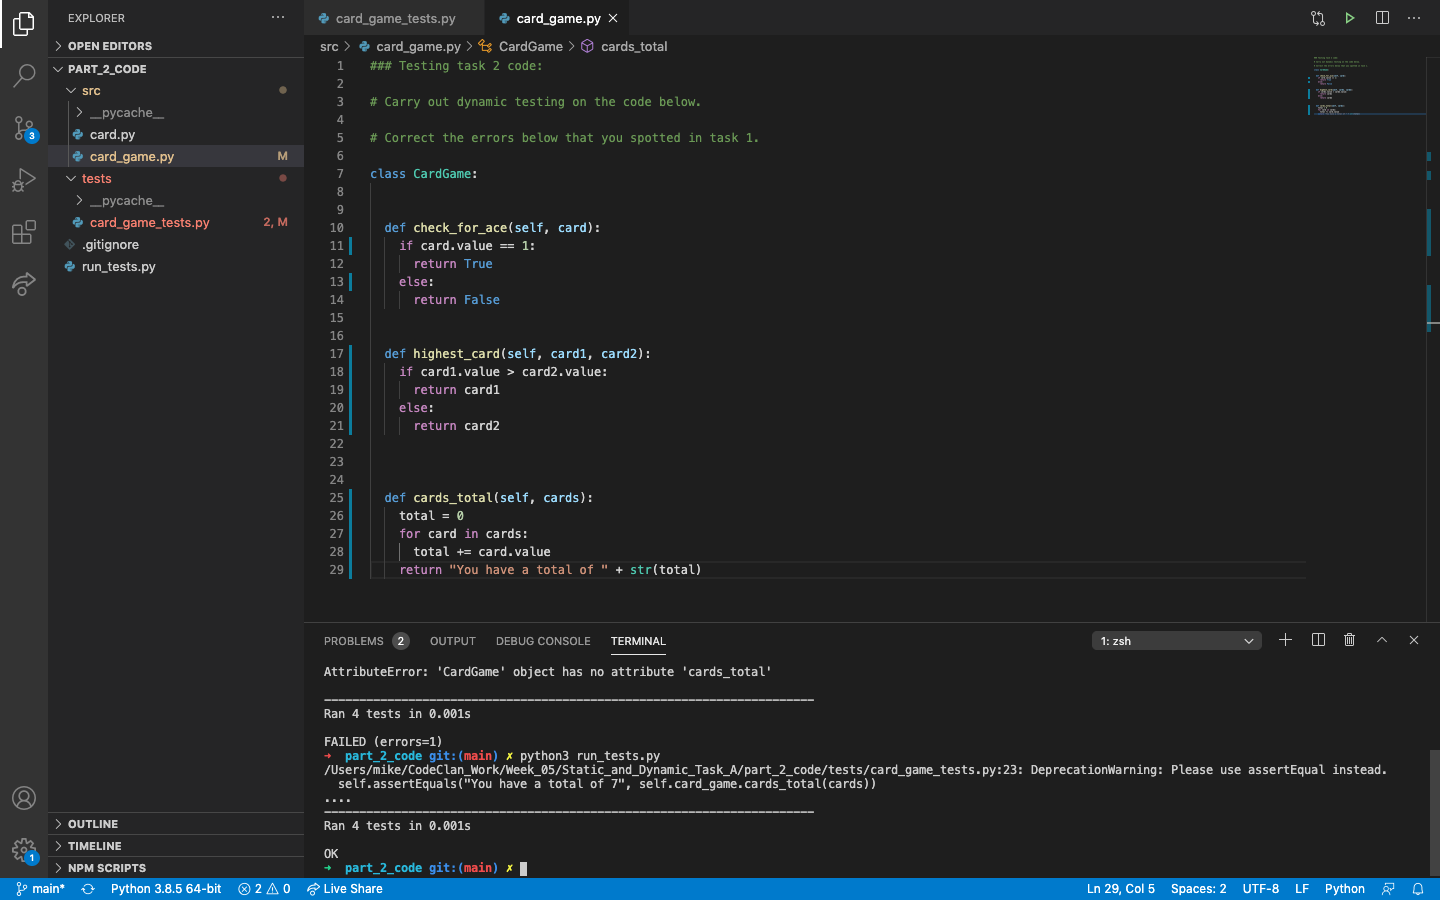 EXPLORER
OPEN EDITORS
PART_2_CODE
src
__pycache__
card.py
card_game.py M
tests
__pycache__
card_game_tests.py 2, M
.gitignore
run_tests.py
OUTLINE
TIMELINE
NPM SCRIPTS
3
1
card_game_tests.py card_game.py
src > card_game.py > CardGame > cards_total
1 ### Testing task 2 code:
2
3 # Carry out dynamic testing on the code below.
4
5 # Correct the errors below that you spotted in task 1.
6
7 class CardGame:
8
9
10 def check_for_ace(self, card):
11 if card.value == 1:
12 return True
13 else:
14 return False
15
16
17 def highest_card(self, card1, card2):
18 if card1.value > card2.value:
19 return card1
20 else:
21 return card2
22
23
24
25 def cards_total(self, cards):
26 total = 0
27 for card in cards:
28 total += card.value
29 return "You have a total of " + str(total)
PROBLEMS 2 OUTPUT DEBUG CONSOLE TERMINAL 1: zsh
AttributeError: 'CardGame' object has no attribute 'cards_total'
----------------------------------------------------------------------
Ran 4 tests in 0.001s
FAILED (errors=1)
→ part_2_code git:(main) ✗ python3 run_tests.py
/Users/mike/CodeClan_Work/Week_05/Static_and_Dynamic_Task_A/part_2_code/tests/card_game_tests.py:23: DeprecationWarning: Please use assertEqual instead.
self.assertEquals("You have a total of 7", self.card_game.cards_total(cards))
....
----------------------------------------------------------------------
Ran 4 tests in 0.001s
OK
→ part_2_code git:(main) ✗
main* Python 3.8.5 64-bit 2 0 Live Share Ln 29, Col 5 Spaces: 2 UTF-8 LF Python